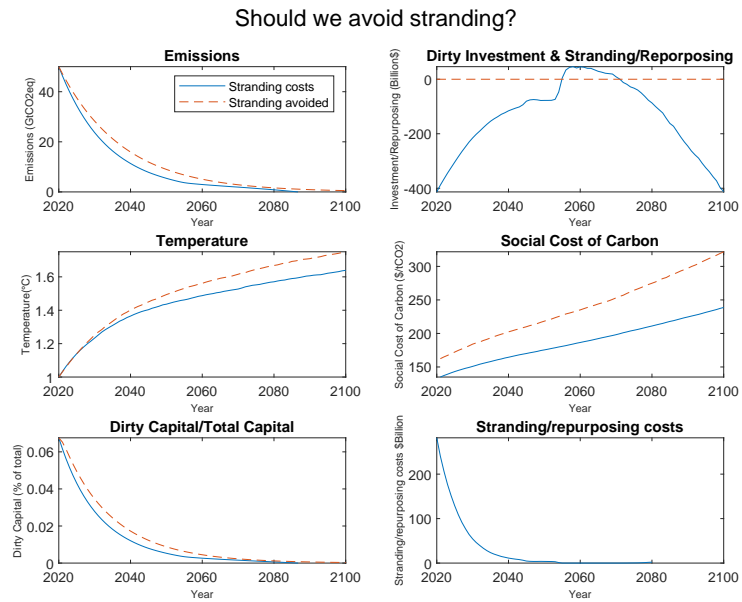 Should we avoid stranding?
Emissions
Emissions (GtCO2eq)
40
20
0
Stranding costs
Stranding avoided
2020 2040 2060 2080 2100
Year
Dirty Investment & Stranding/Reporposing
Investment/Repurposing (Billion$)
0
-200
-400
2020 2040 2060 2080 2100
Year
Temperature
Temperature(°C)
1.6
1.4
1.2
1
2020 2040 2060 2080 2100
Year
Social Cost of Carbon
Social Cost of Carbon ($/tCO2)
300
250
200
150
2020 2040 2060 2080 2100
Year
Dirty Capital/Total Capital
Dirty Capital (% of total)
0.06
0.04
0.02
0
2020 2040 2060 2080 2100
Year
Stranding/repurposing costs
Stranding/repurposing costs $Billion
200
100
0
2020 2040 2060 2080 2100
Year